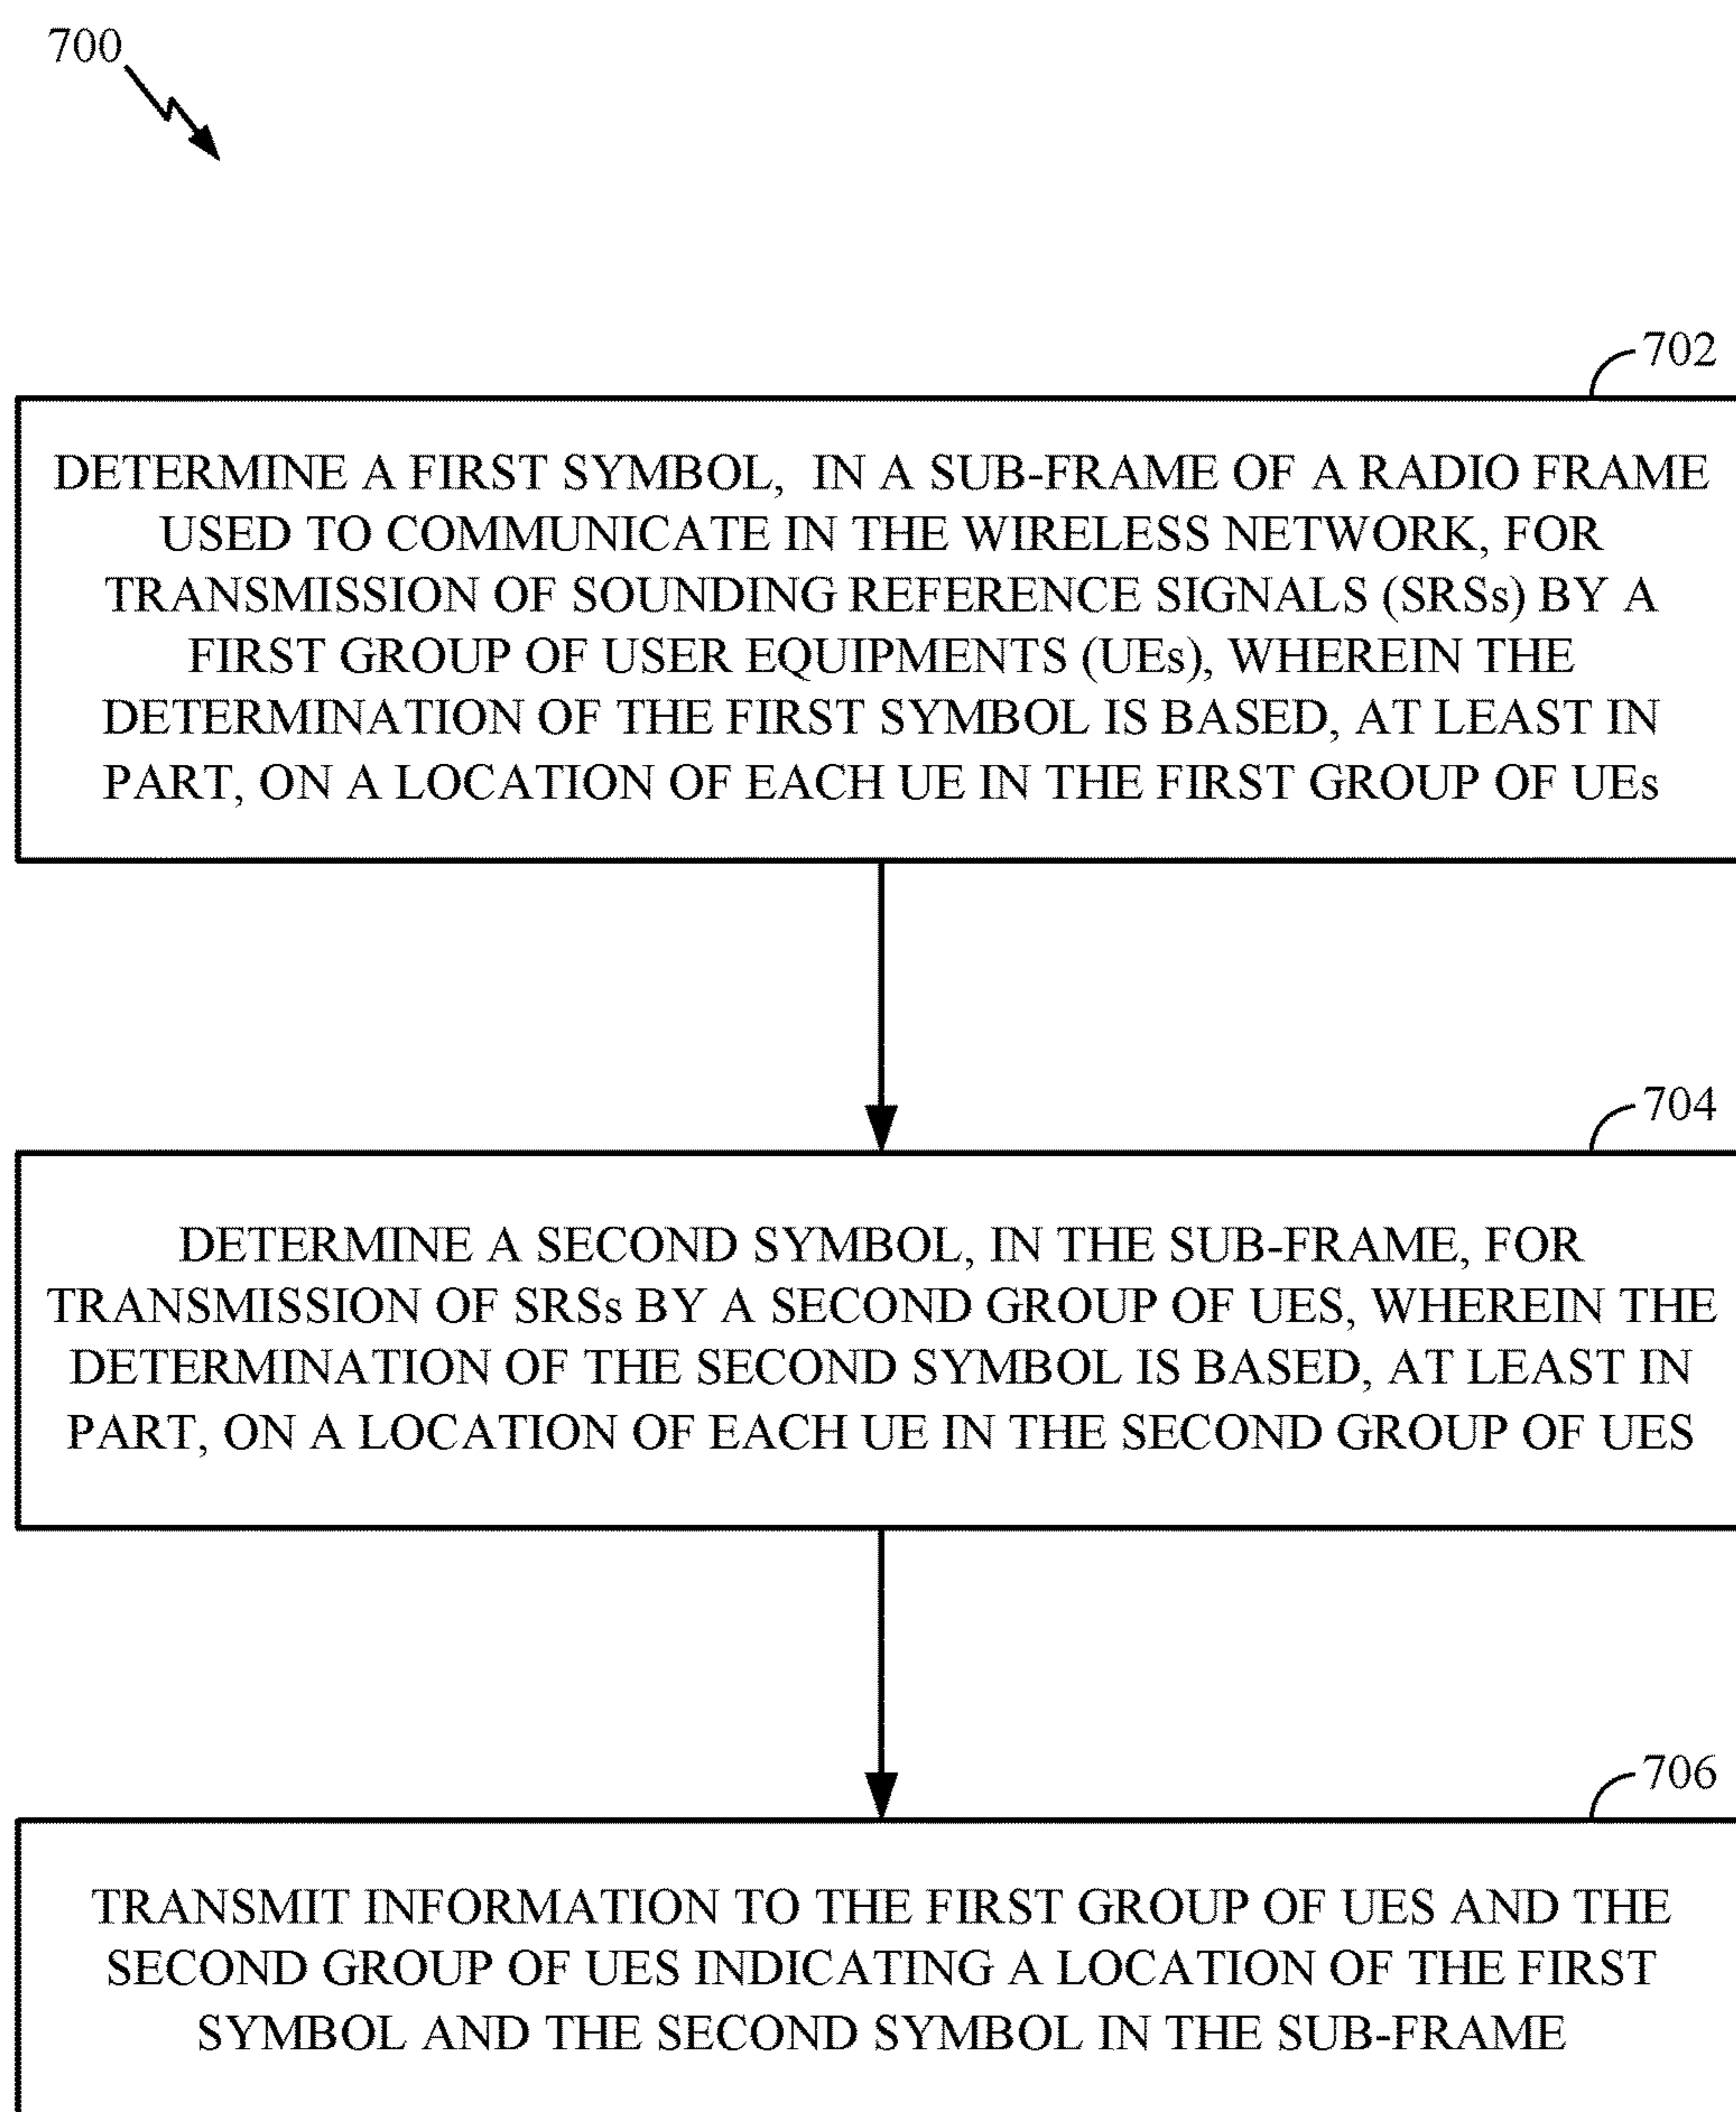 700
702
DETERMINE A FIRST SYMBOL, IN A SUB-FRAME OF A RADIO FRAME
USED TO COMMUNICATE IN THE WIRELESS NETWORK, FOR
TRANSMISSION OF SOUNDING REFERENCE SIGNALS (SRSs) BY A
FIRST GROUP OF USER EQUIPMENTS (UEs), WHEREIN THE
DETERMINATION OF THE FIRST SYMBOL IS BASED, AT LEAST IN
PART, ON A LOCATION OF EACH UE IN THE FIRST GROUP OF UEs
704
DETERMINE A SECOND SYMBOL, IN THE SUB-FRAME, FOR
TRANSMISSION OF SRSs BY A SECOND GROUP OF UES, WHEREIN THE
DETERMINATION OF THE SECOND SYMBOL IS BASED, AT LEAST IN
PART, ON A LOCATION OF EACH UE IN THE SECOND GROUP OF UES
706
TRANSMIT INFORMATION TO THE FIRST GROUP OF UES AND THE
SECOND GROUP OF UES INDICATING A LOCATION OF THE FIRST
SYMBOL AND THE SECOND SYMBOL IN THE SUB-FRAME